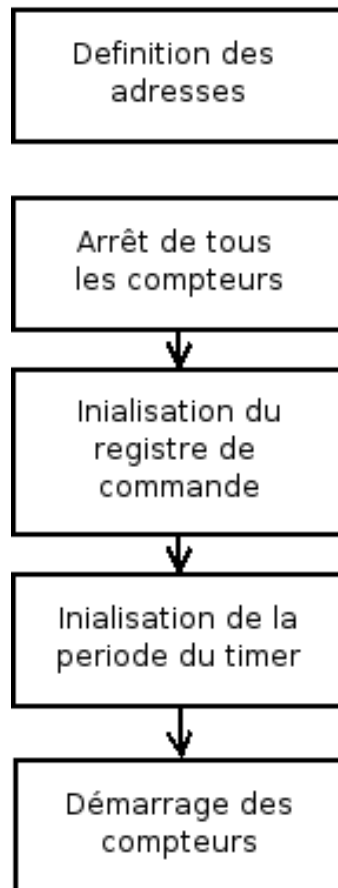 Definition des
adresses
Arrêt de tous
les compteurs
Inialisation du
registre de
commande
Inialisation de la
periode du timer
Démarrage des
compteurs